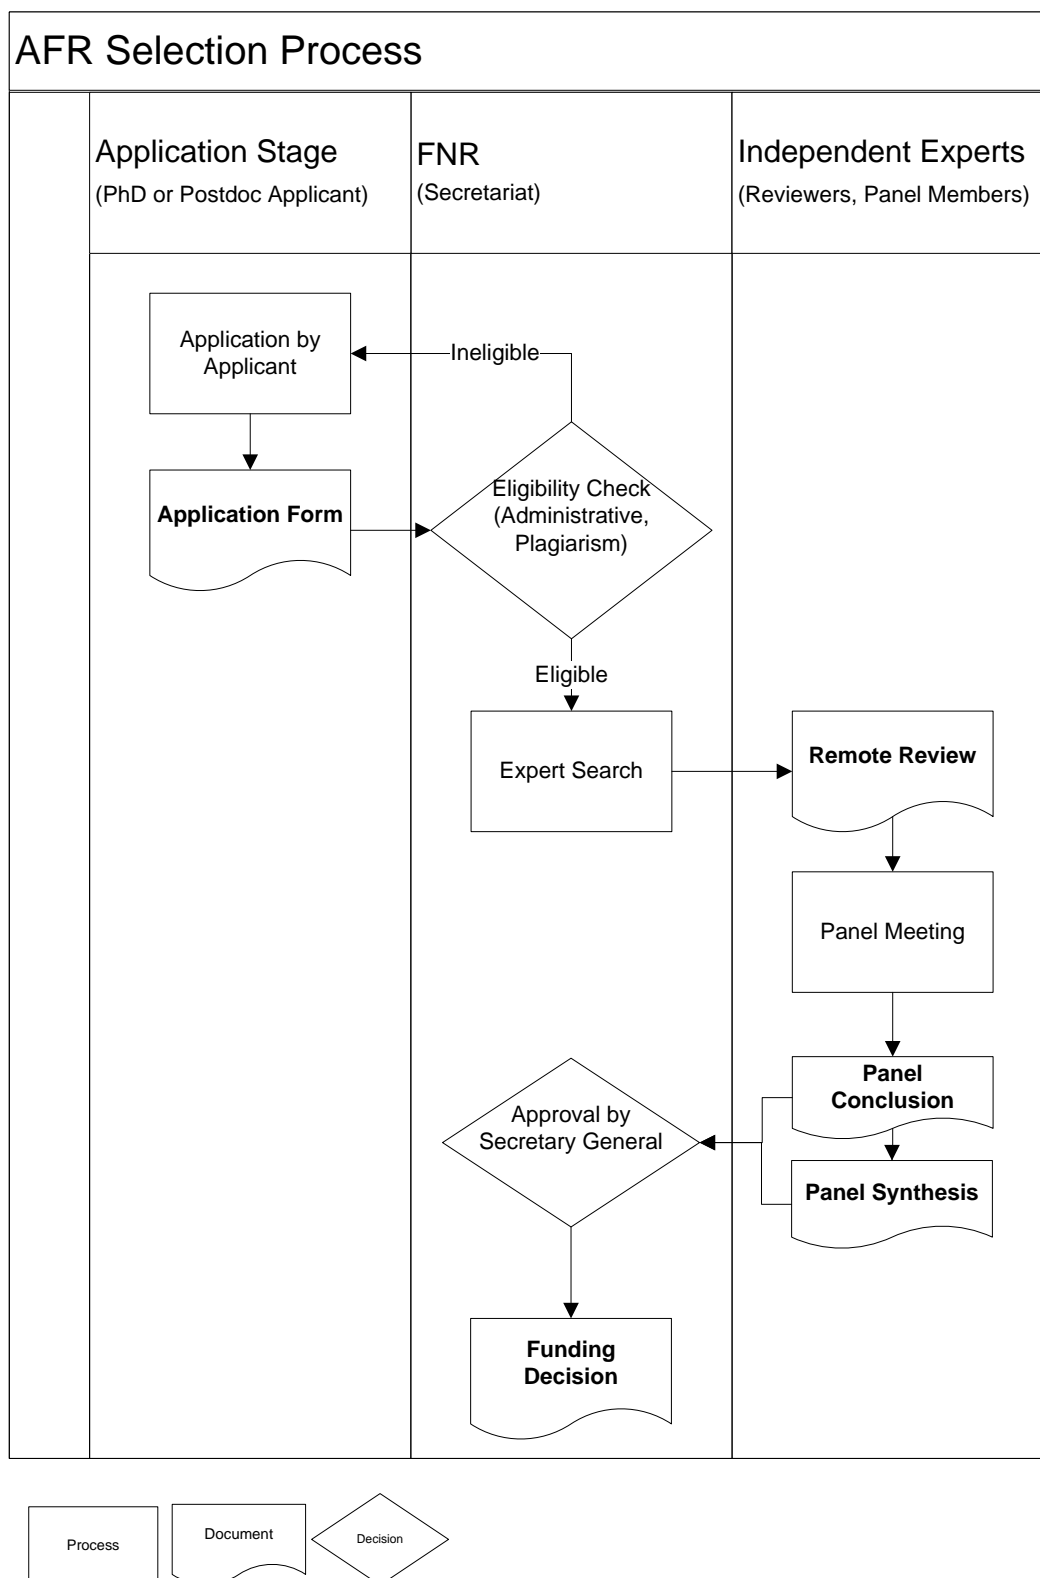 AFR Selection Process
Application Stage
(PhD or Postdoc Applicant)
FNR
(Secretariat)
Independent Experts
(Reviewers, Panel Members)
Application by
Applicant
Ineligible
Application Form
Eligibility Check
(Administrative,
Plagiarism)
Eligible
Expert Search
Remote Review
Panel Meeting
Panel
Conclusion
Approval by
Secretary General
Panel Synthesis
Funding
Decision
Process
Document
Decision